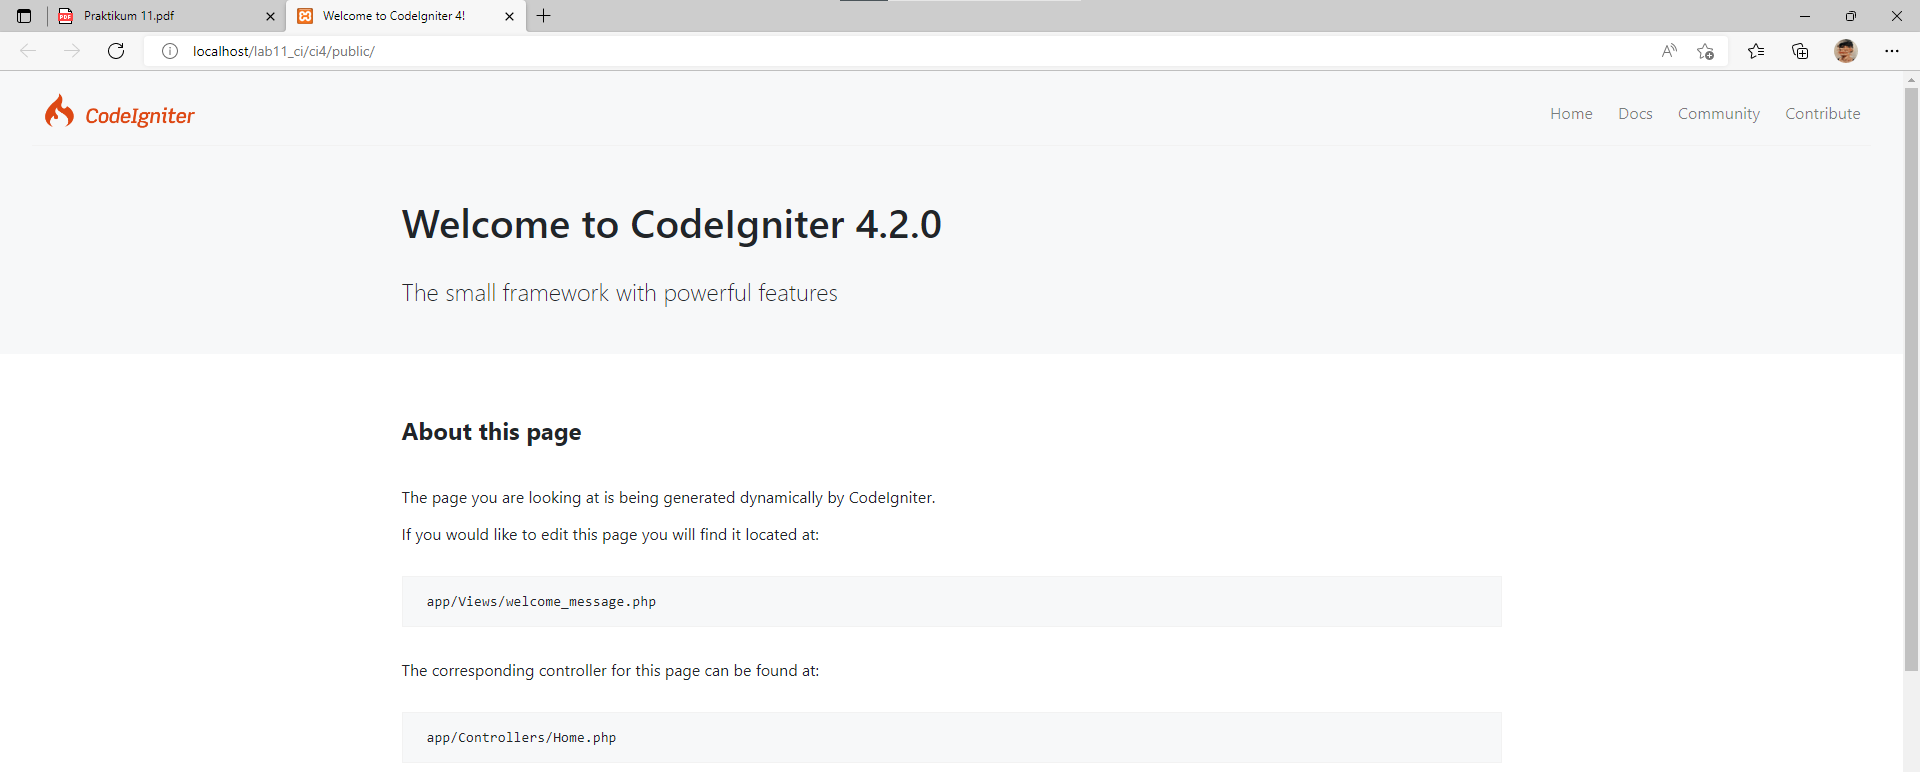 Praktikum 11.pdf
Welcome to CodeIgniter 4!
localhost/lab11_ci/ci4/public/
CodeIgniter
Home Docs Community Contribute
Welcome to CodeIgniter 4.2.0
The small framework with powerful features
About this page
The page you are looking at is being generated dynamically by CodeIgniter.
If you would like to edit this page you will find it located at:
app/Views/welcome_message.php
The corresponding controller for this page can be found at:
app/Controllers/Home.php